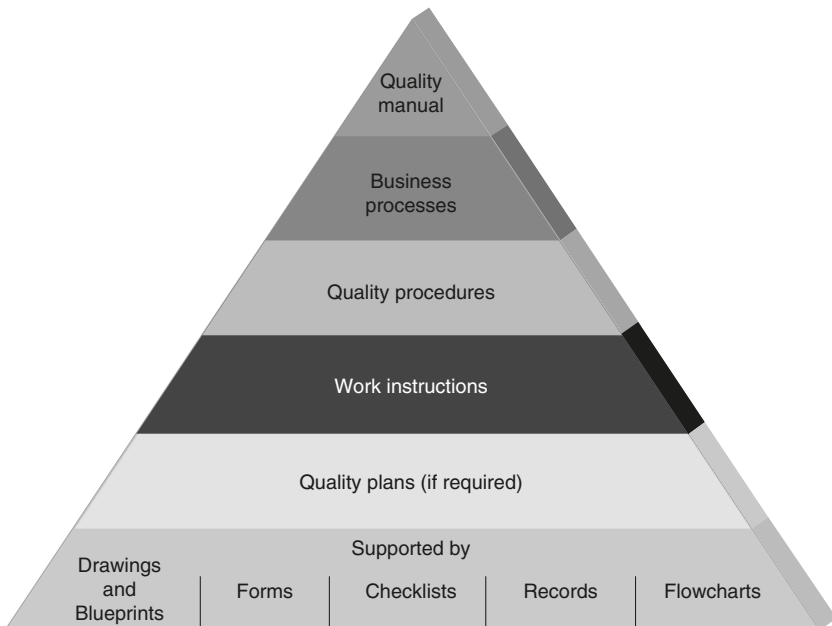 Quality
manual
Business
processes
Quality procedures
Work instructions
Quality plans (if required)
Supported by
Drawings
and
Blueprints
Forms
Checklists
Records
Flowcharts